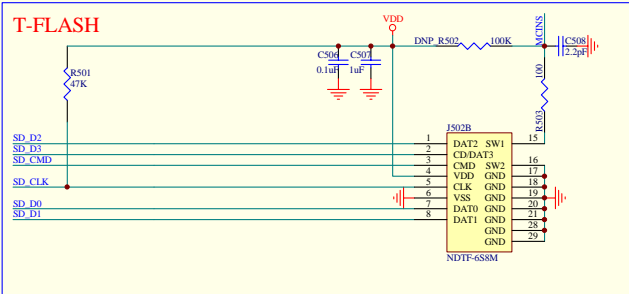 T-FLASH
VDD
MCINS
DNP_R502
100K
C508
2.2pF
C506
0.1uF
C507
1uF
R501
47K
100
R503
J502B
SD_D2
1
DAT2
SW1
15
SD_D3
2
CD/DAT3
SD_CMD
3
CMD
SW2
16
4
VDD
GND
17
SD_CLK
5
CLK
GND
18
6
VSS
GND
19
SD_D0
7
DAT0
GND
20
SD_D1
8
DAT1
GND
21
GND
28
GND
29
NDTF-6S8M